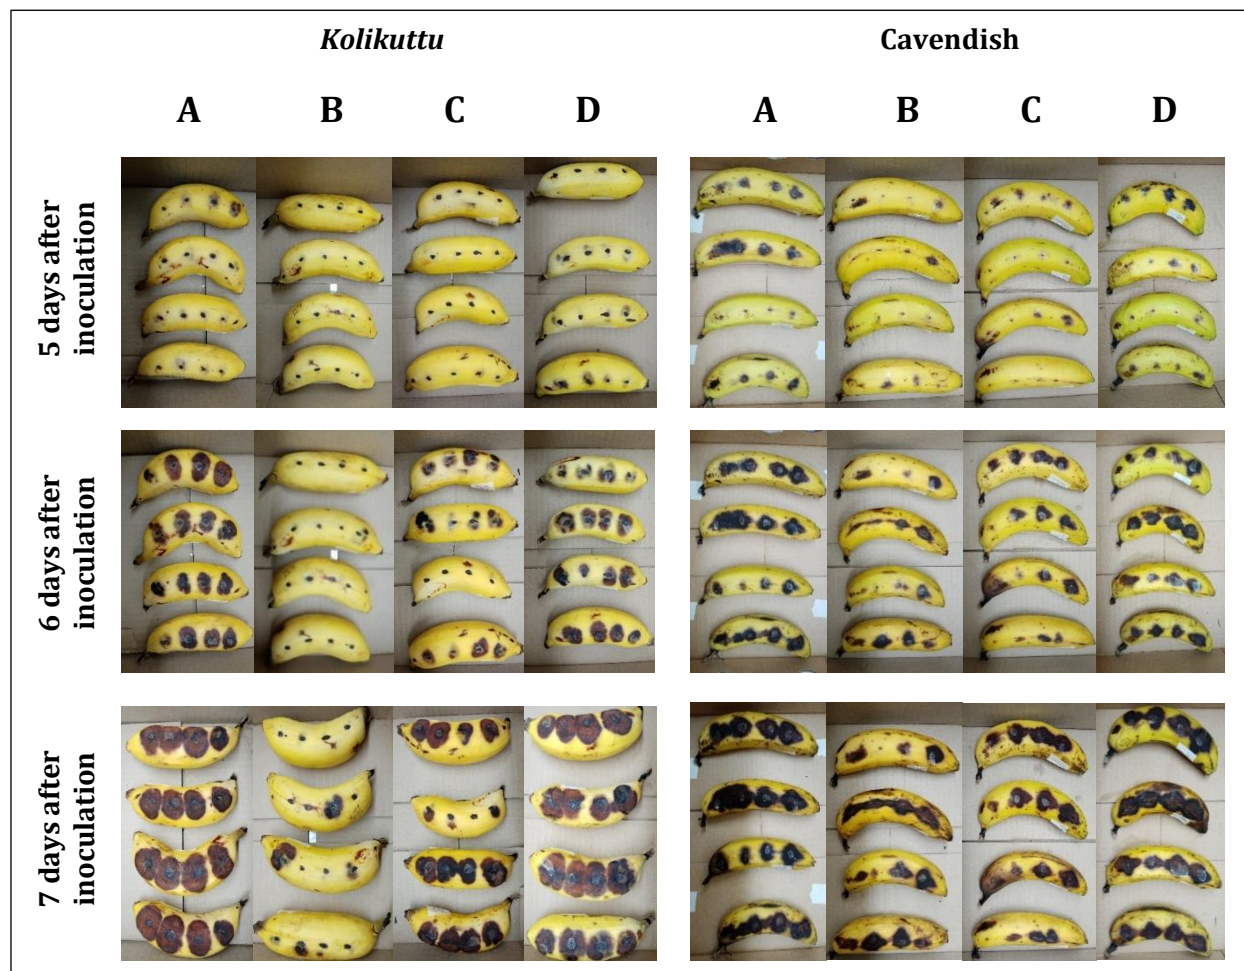 Kolikuttu Cavendish
A B C D A B C D
5 days after
inoculation
6 days after
inoculation
7 days after
inoculation